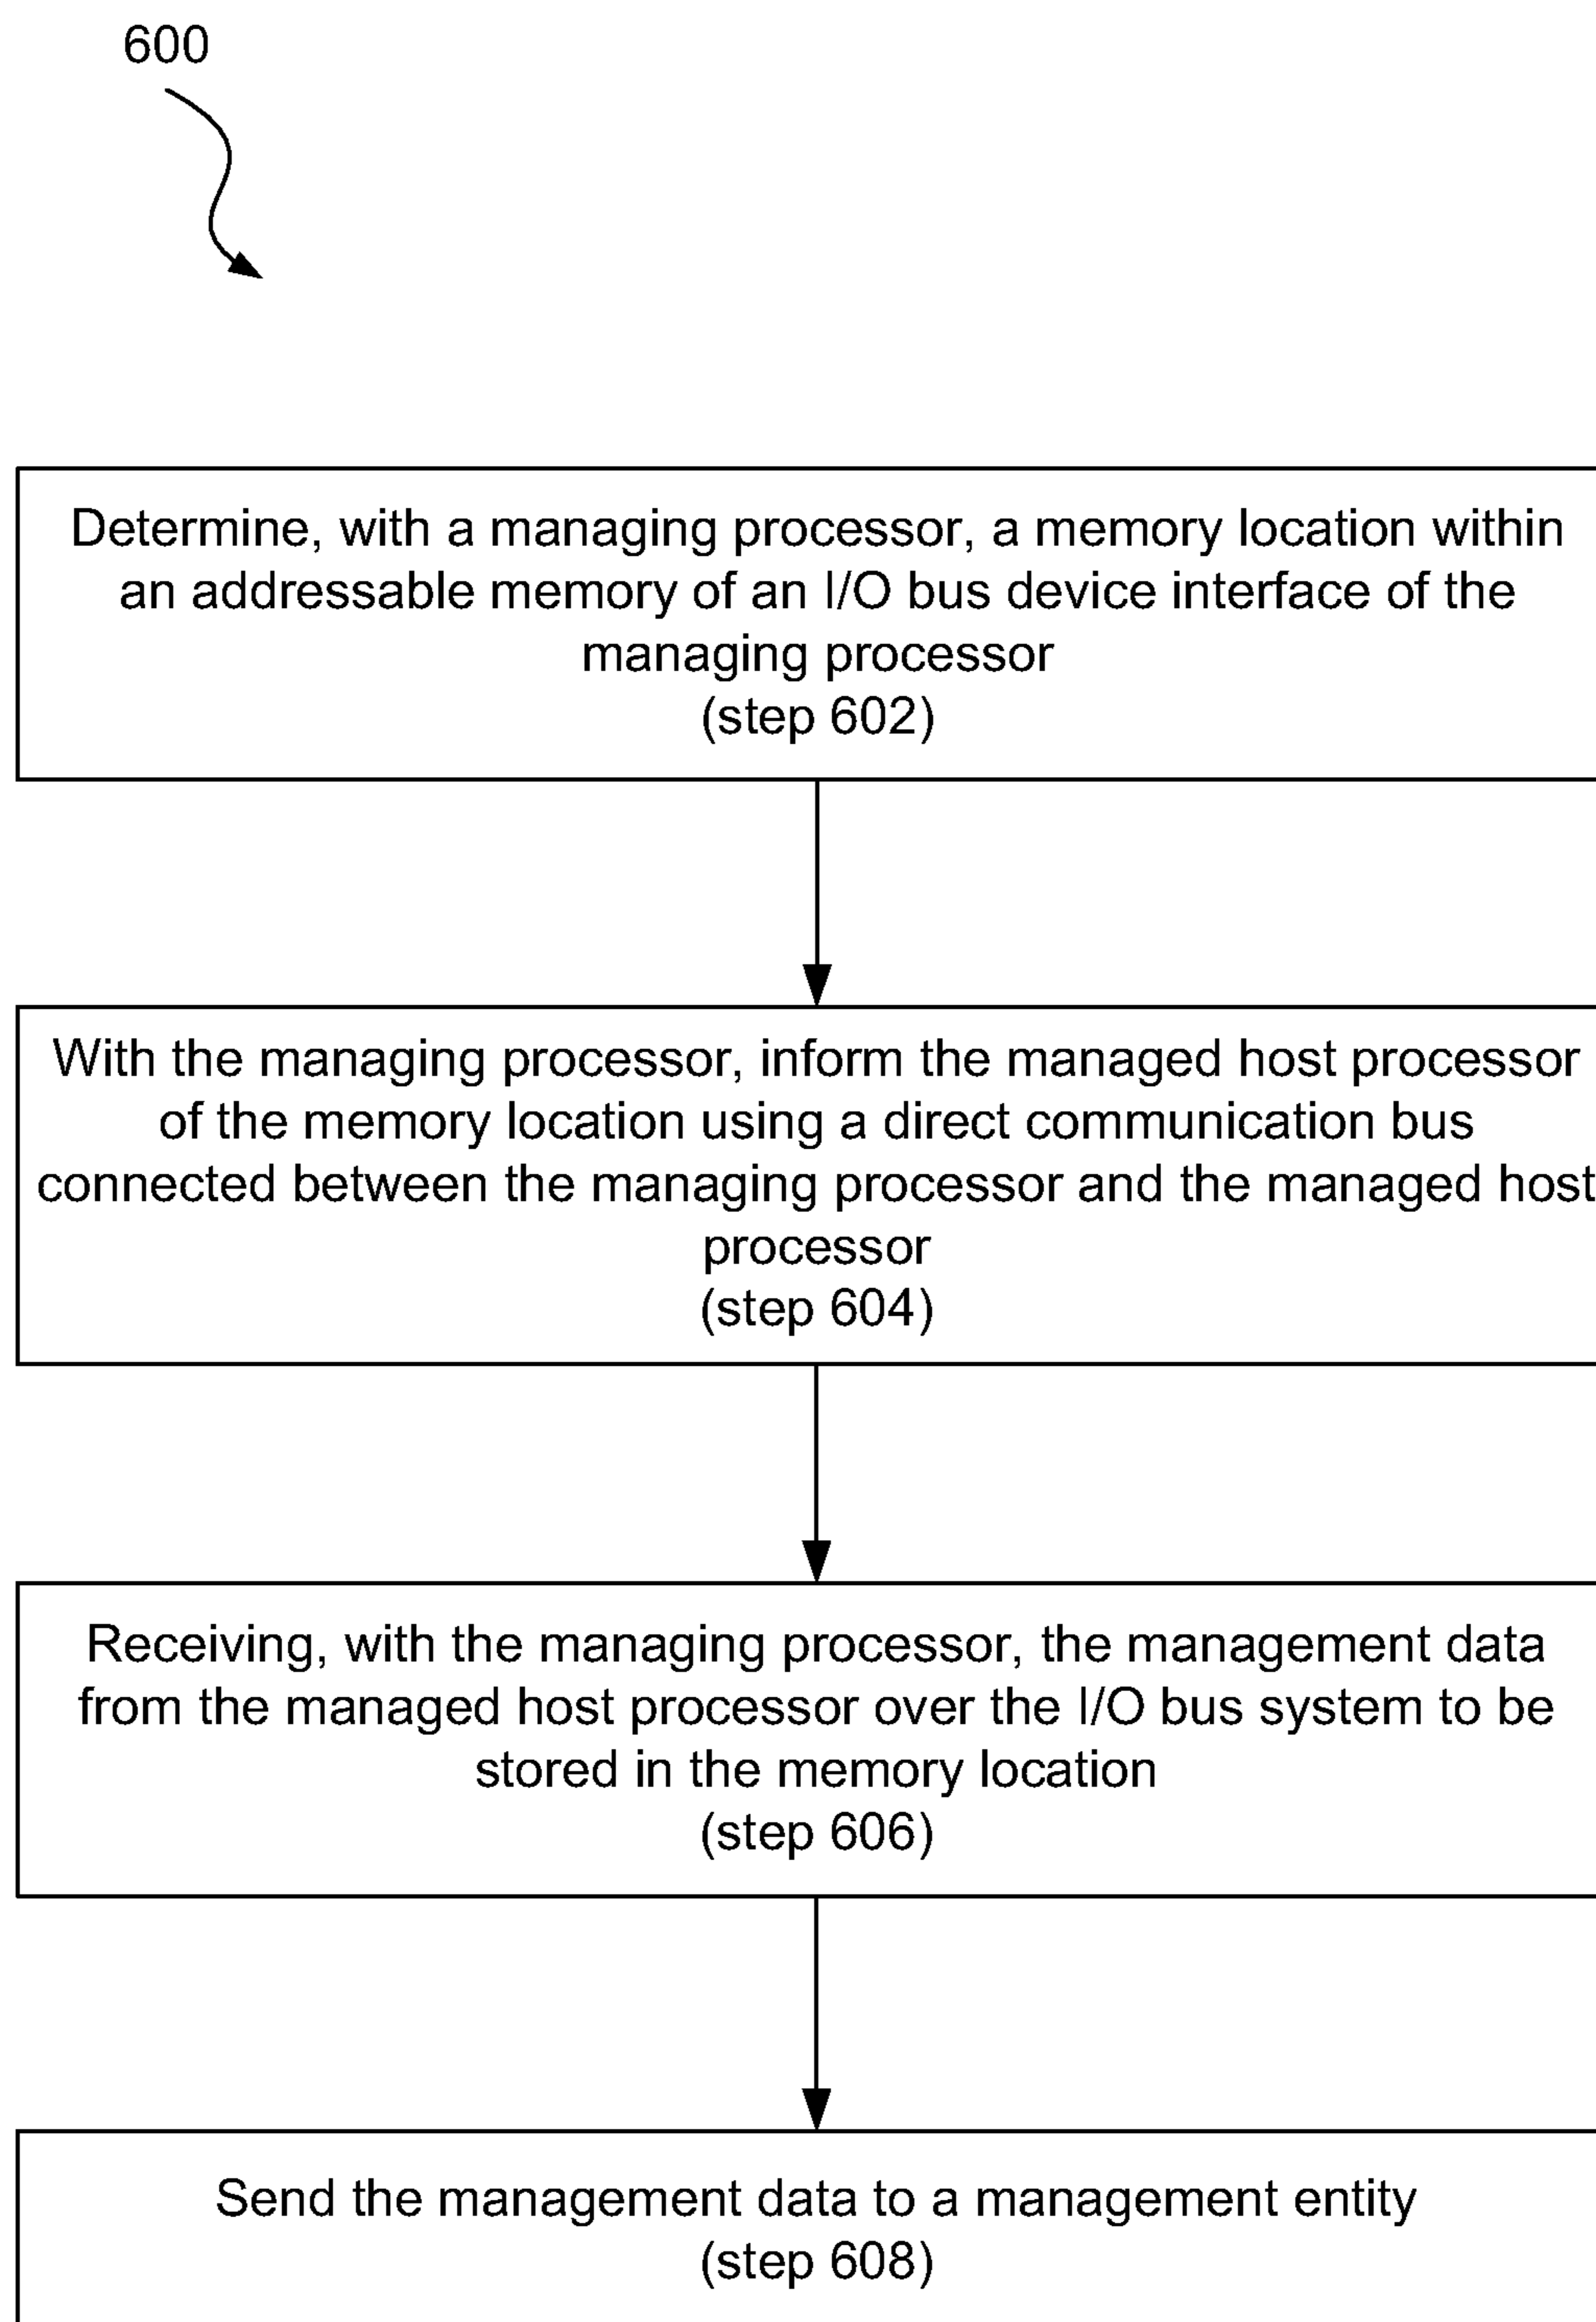 600
Determine, with a managing processor, a memory location within
an addressable memory of an I/O bus device interface of the
managing processor
(step 602)
With the managing processor, inform the managed host processor
of the memory location using a direct communication bus
connected between the managing processor and the managed host
processor
(step 604)
Receiving, with the managing processor, the management data
from the managed host processor over the I/O bus system to be
stored in the memory location
(step 606)
Send the management data to a management entity
(step 608)